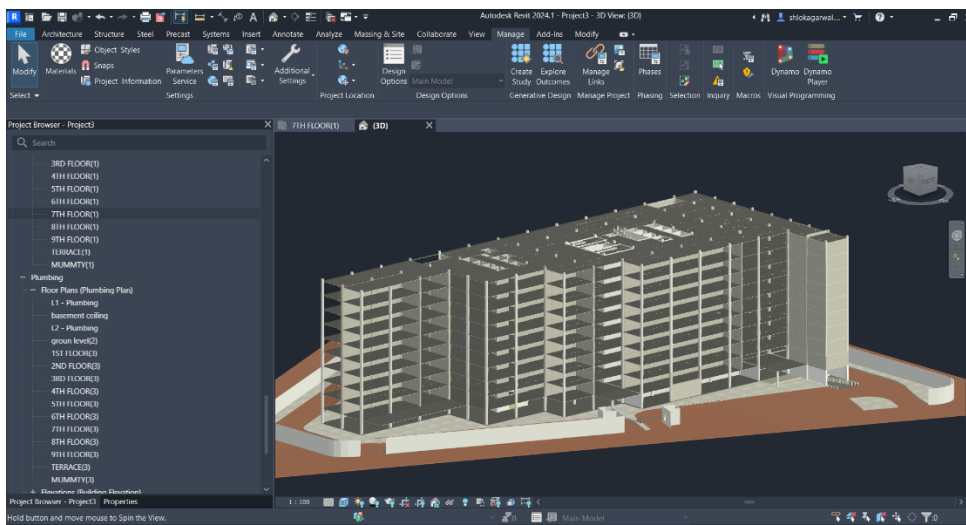 Autodesk Revit 2024.1 - Project3 - 3D View: {3D}
shlokagarwal...
File Architecture Structure Steel Precast Systems Insert Annotate Analyze Massing & Site Collaborate View Manage Add-Ins Modify
Modify
Materials
Object Styles
Snaps
Project Information
Parameters Service
Additional Settings
Design Options
Main Model
Create Study
Explore Outcomes
Manage Links
Phases
Dynamo
Dynamo Player
Select
Settings
Project Location
Design Options
Generative Design
Manage Project
Phasing
Selection
Inquiry
Macros
Visual Programming
Project Browser - Project3
7TH FLOOR(1)
{3D}
Search
3RD FLOOR(1)
4TH FLOOR(1)
5TH FLOOR(1)
6TH FLOOR(1)
7TH FLOOR(1)
8TH FLOOR(1)
9TH FLOOR(1)
TERRACE(1)
MUMMTY(1)
Plumbing
Floor Plans (Plumbing Plan)
L1 - Plumbing
basement ceiling
L2 - Plumbing
groun level(2)
1ST FLOOR(3)
2ND FLOOR(3)
3RD FLOOR(3)
4TH FLOOR(3)
5TH FLOOR(3)
6TH FLOOR(3)
7TH FLOOR(3)
8TH FLOOR(3)
9TH FLOOR(3)
TERRACE(3)
MUMMTY(3)
Elevations (Building Elevation)
Project Browser - Project3 Properties
1 : 100
Hold button and move mouse to Spin the View.
:0
Main Model
:0